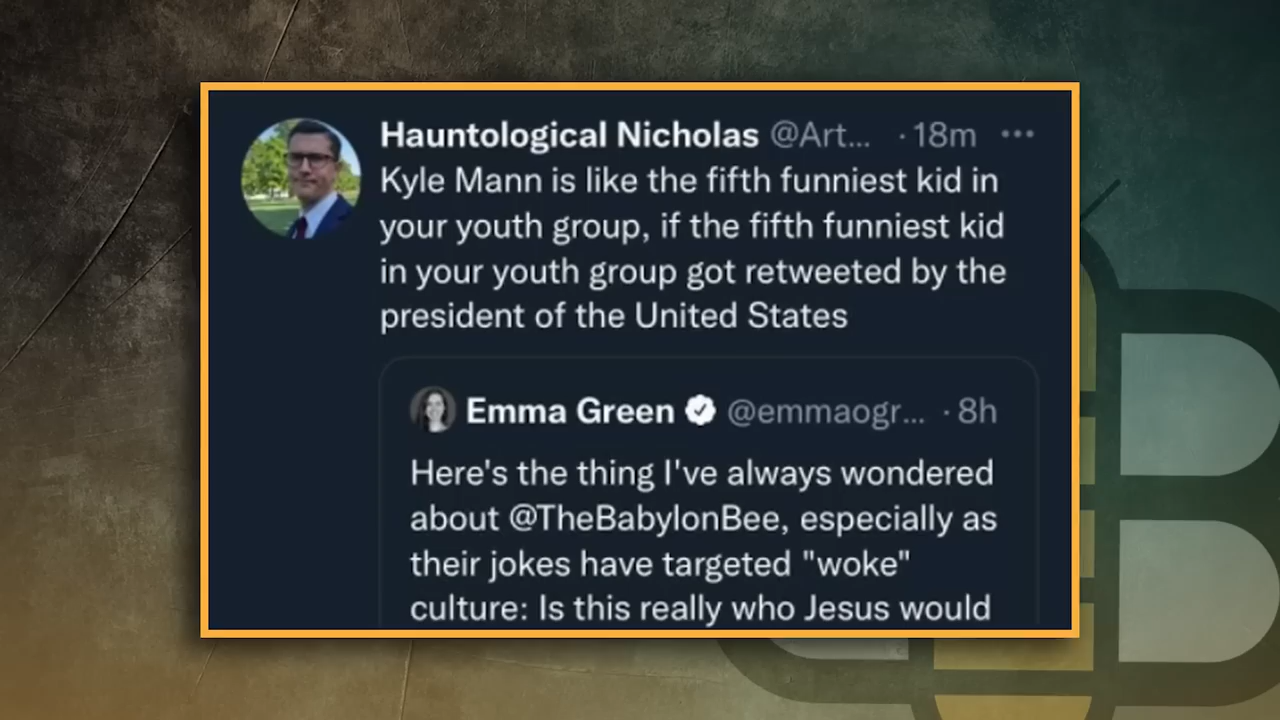 Hauntological Nicholas @Art... · 18m
Kyle Mann is like the fifth funniest kid in
your youth group, if the fifth funniest kid
in your youth group got retweeted by the
president of the United States
Emma Green @emmaogr... · 8h
Here's the thing I've always wondered
about @TheBabylonBee, especially as
their jokes have targeted "woke"
culture: Is this really who Jesus would